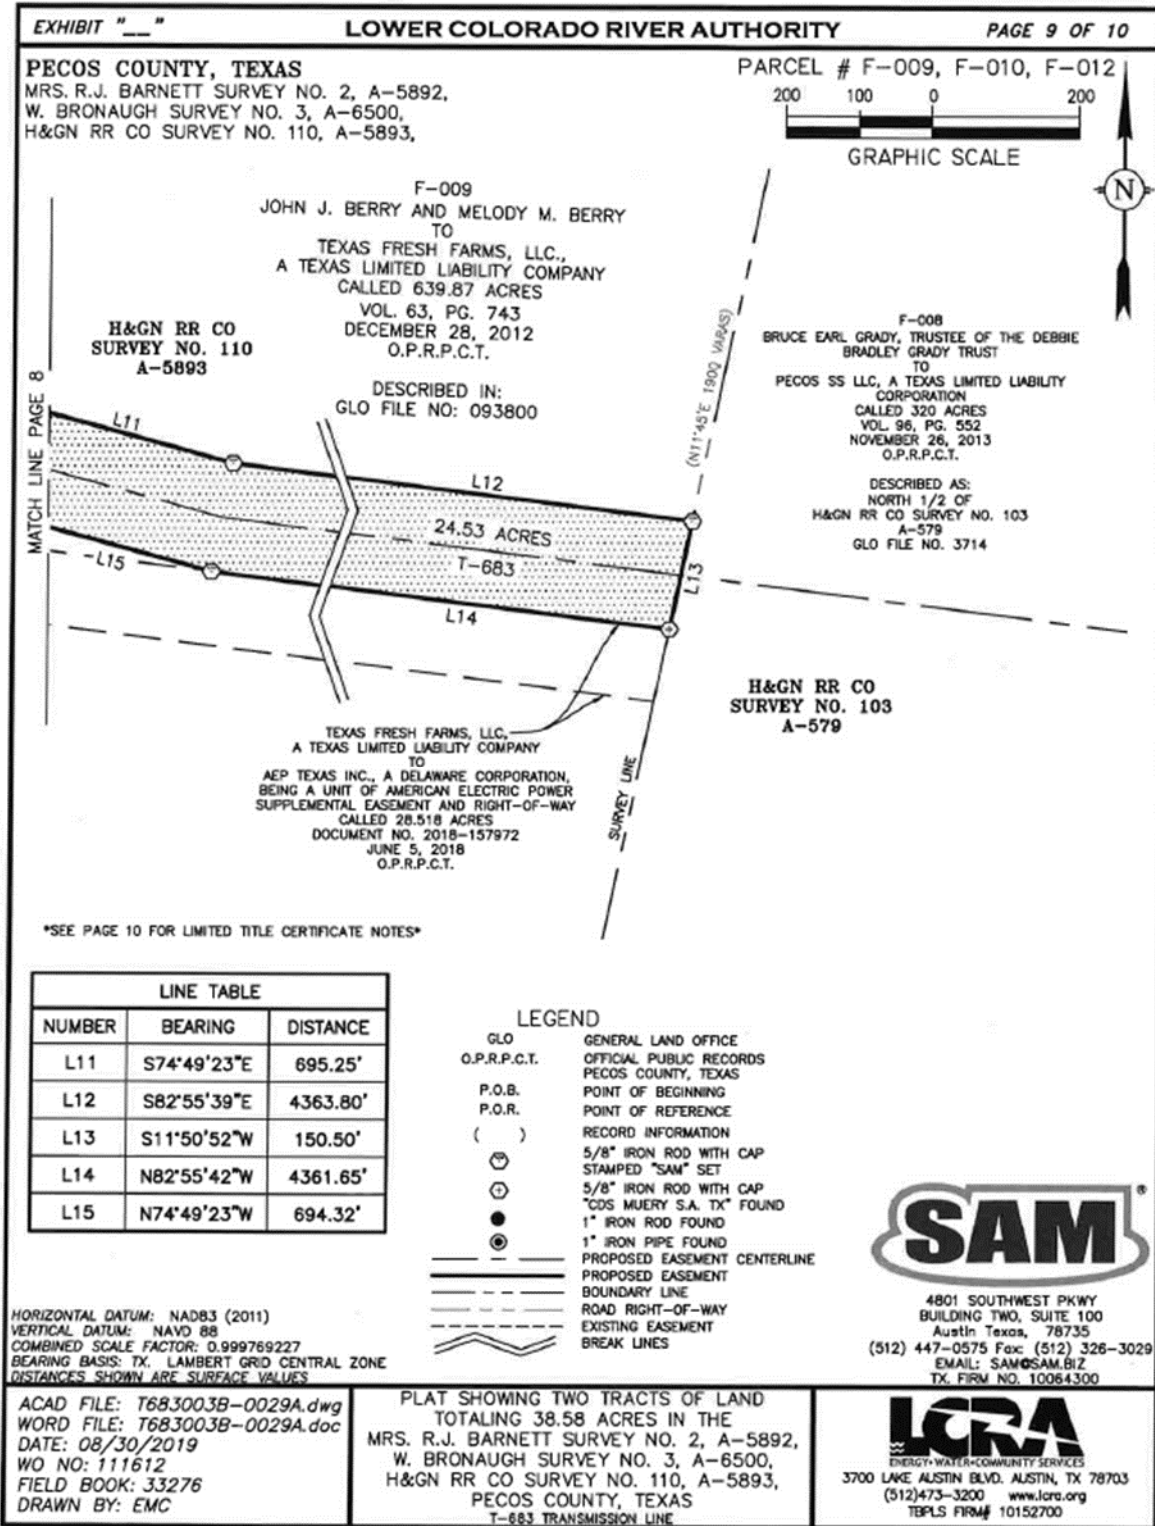 EXHIBIT "__"
LOWER COLORADO RIVER AUTHORITY
PAGE 9 OF 10
PECOS COUNTY, TEXAS
MRS. R.J. BARNETT SURVEY NO. 2, A-5892,
W. BRONAUGH SURVEY NO. 3, A-6500,
H&GN RR CO SURVEY NO. 110, A-5893,
PARCEL # F-009, F-010, F-012
200 100 0 200
GRAPHIC SCALE
N
F-009
JOHN J. BERRY AND MELODY M. BERRY
TO
TEXAS FRESH FARMS, LLC.,
A TEXAS LIMITED LIABILITY COMPANY
CALLED 639.87 ACRES
VOL. 63, PG. 743
DECEMBER 28, 2012
O.P.R.P.C.T.
DESCRIBED IN:
GLO FILE NO: 093800
H&GN RR CO
SURVEY NO. 110
A-5893
MATCH LINE PAGE 8
(N11°45'E 1900 VARAS)
F-008
BRUCE EARL GRADY, TRUSTEE OF THE DEBBIE
BRADLEY GRADY TRUST
TO
PECOS SS LLC, A TEXAS LIMITED LIABILITY
CORPORATION
CALLED 320 ACRES
VOL. 96, PG. 552
NOVEMBER 26, 2013
O.P.R.P.C.T.
DESCRIBED AS:
NORTH 1/2 OF
H&GN RR CO SURVEY NO. 103
A-579
GLO FILE NO. 3714
L11
L12
24.53 ACRES
T-683
L13
L15
L14
H&GN RR CO
SURVEY NO. 103
A-579
SURVEY LINE
TEXAS FRESH FARMS, LLC,
A TEXAS LIMITED LIABILITY COMPANY
TO
AEP TEXAS INC., A DELAWARE CORPORATION,
BEING A UNIT OF AMERICAN ELECTRIC POWER
SUPPLEMENTAL EASEMENT AND RIGHT-OF-WAY
CALLED 28.518 ACRES
DOCUMENT NO. 2018-157972
JUNE 5, 2018
O.P.R.P.C.T.
*SEE PAGE 10 FOR LIMITED TITLE CERTIFICATE NOTES*
LINE TABLE
NUMBER BEARING DISTANCE
L11 S74°49'23"E 695.25'
L12 S82°55'39"E 4363.80'
L13 S11°50'52"W 150.50'
L14 N82°55'42"W 4361.65'
L15 N74°49'23"W 694.32'
LEGEND
GLO GENERAL LAND OFFICE
O.P.R.P.C.T. OFFICIAL PUBLIC RECORDS
PECOS COUNTY, TEXAS
P.O.B. POINT OF BEGINNING
P.O.R. POINT OF REFERENCE
( ) RECORD INFORMATION
5/8" IRON ROD WITH CAP
STAMPED "SAM" SET
5/8" IRON ROD WITH CAP
"CDS MUERY S.A. TX" FOUND
1" IRON ROD FOUND
1" IRON PIPE FOUND
PROPOSED EASEMENT CENTERLINE
PROPOSED EASEMENT
BOUNDARY LINE
ROAD RIGHT-OF-WAY
EXISTING EASEMENT
BREAK LINES
SAM®
4801 SOUTHWEST PKWY
BUILDING TWO, SUITE 100
Austin Texas, 78735
(512) 447-0575 Fax: (512) 326-3029
EMAIL: SAM@SAM.BIZ
TX. FIRM NO. 10064300
HORIZONTAL DATUM: NAD83 (2011)
VERTICAL DATUM: NAVD 88
COMBINED SCALE FACTOR: 0.999769227
BEARING BASIS: TX. LAMBERT GRID CENTRAL ZONE
DISTANCES SHOWN ARE SURFACE VALUES
ACAD FILE: T683003B-0029A.dwg
WORD FILE: T683003B-0029A.doc
DATE: 08/30/2019
WO NO: 111612
FIELD BOOK: 33276
DRAWN BY: EMC
PLAT SHOWING TWO TRACTS OF LAND
TOTALING 38.58 ACRES IN THE
MRS. R.J. BARNETT SURVEY NO. 2, A-5892,
W. BRONAUGH SURVEY NO. 3, A-6500,
H&GN RR CO SURVEY NO. 110, A-5893,
PECOS COUNTY, TEXAS
T-683 TRANSMISSION LINE
LCRA
ENERGY•WATER•COMMUNITY SERVICES
3700 LAKE AUSTIN BLVD. AUSTIN, TX 78703
(512)473-3200 www.lcra.org
TBPLS FIRM# 10152700